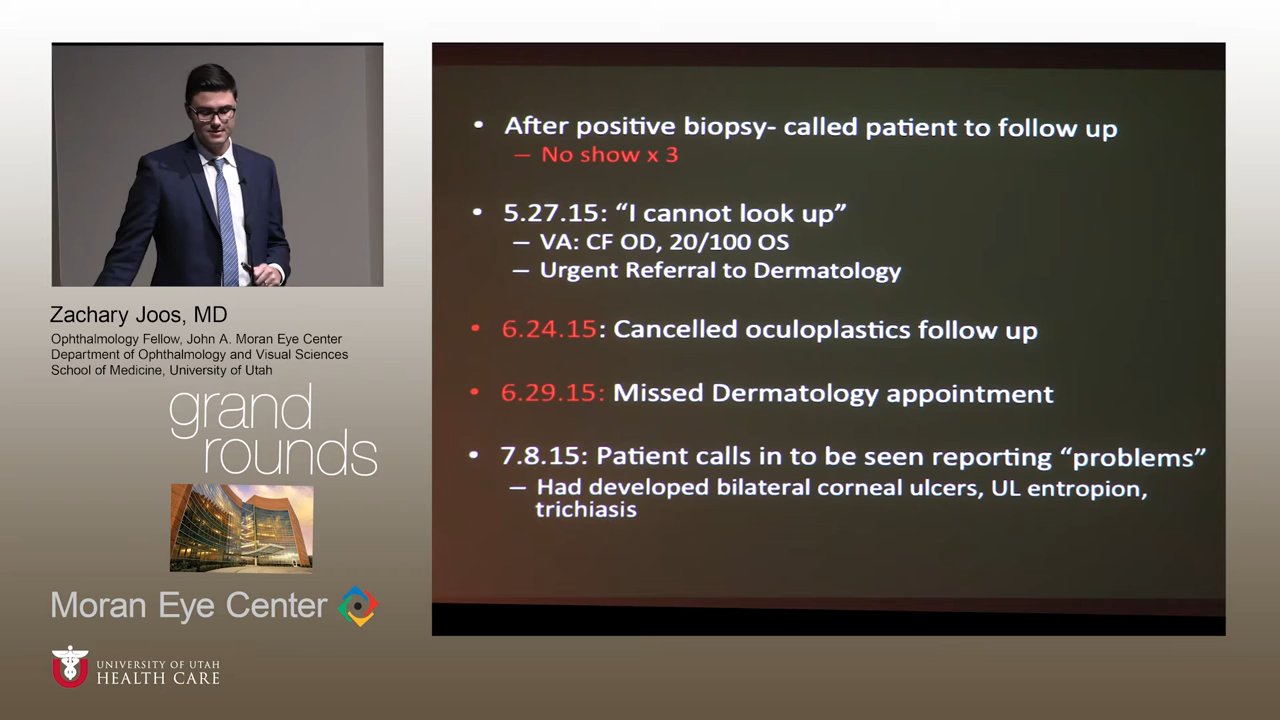 Zachary Joos, MD
Ophthalmology Fellow, John A. Moran Eye Center
Department of Ophthalmology and Visual Sciences
School of Medicine, University of Utah
grand
rounds
Moran Eye Center
UNIVERSITY OF UTAH
HEALTH CARE
• After positive biopsy- called patient to follow up
– No show x 3
• 5.27.15: “I cannot look up”
– VA: CF OD, 20/100 OS
– Urgent Referral to Dermatology
• 6.24.15: Cancelled oculoplastics follow up
• 6.29.15: Missed Dermatology appointment
• 7.8.15: Patient calls in to be seen reporting “problems”
– Had developed bilateral corneal ulcers, UL entropion,
trichiasis